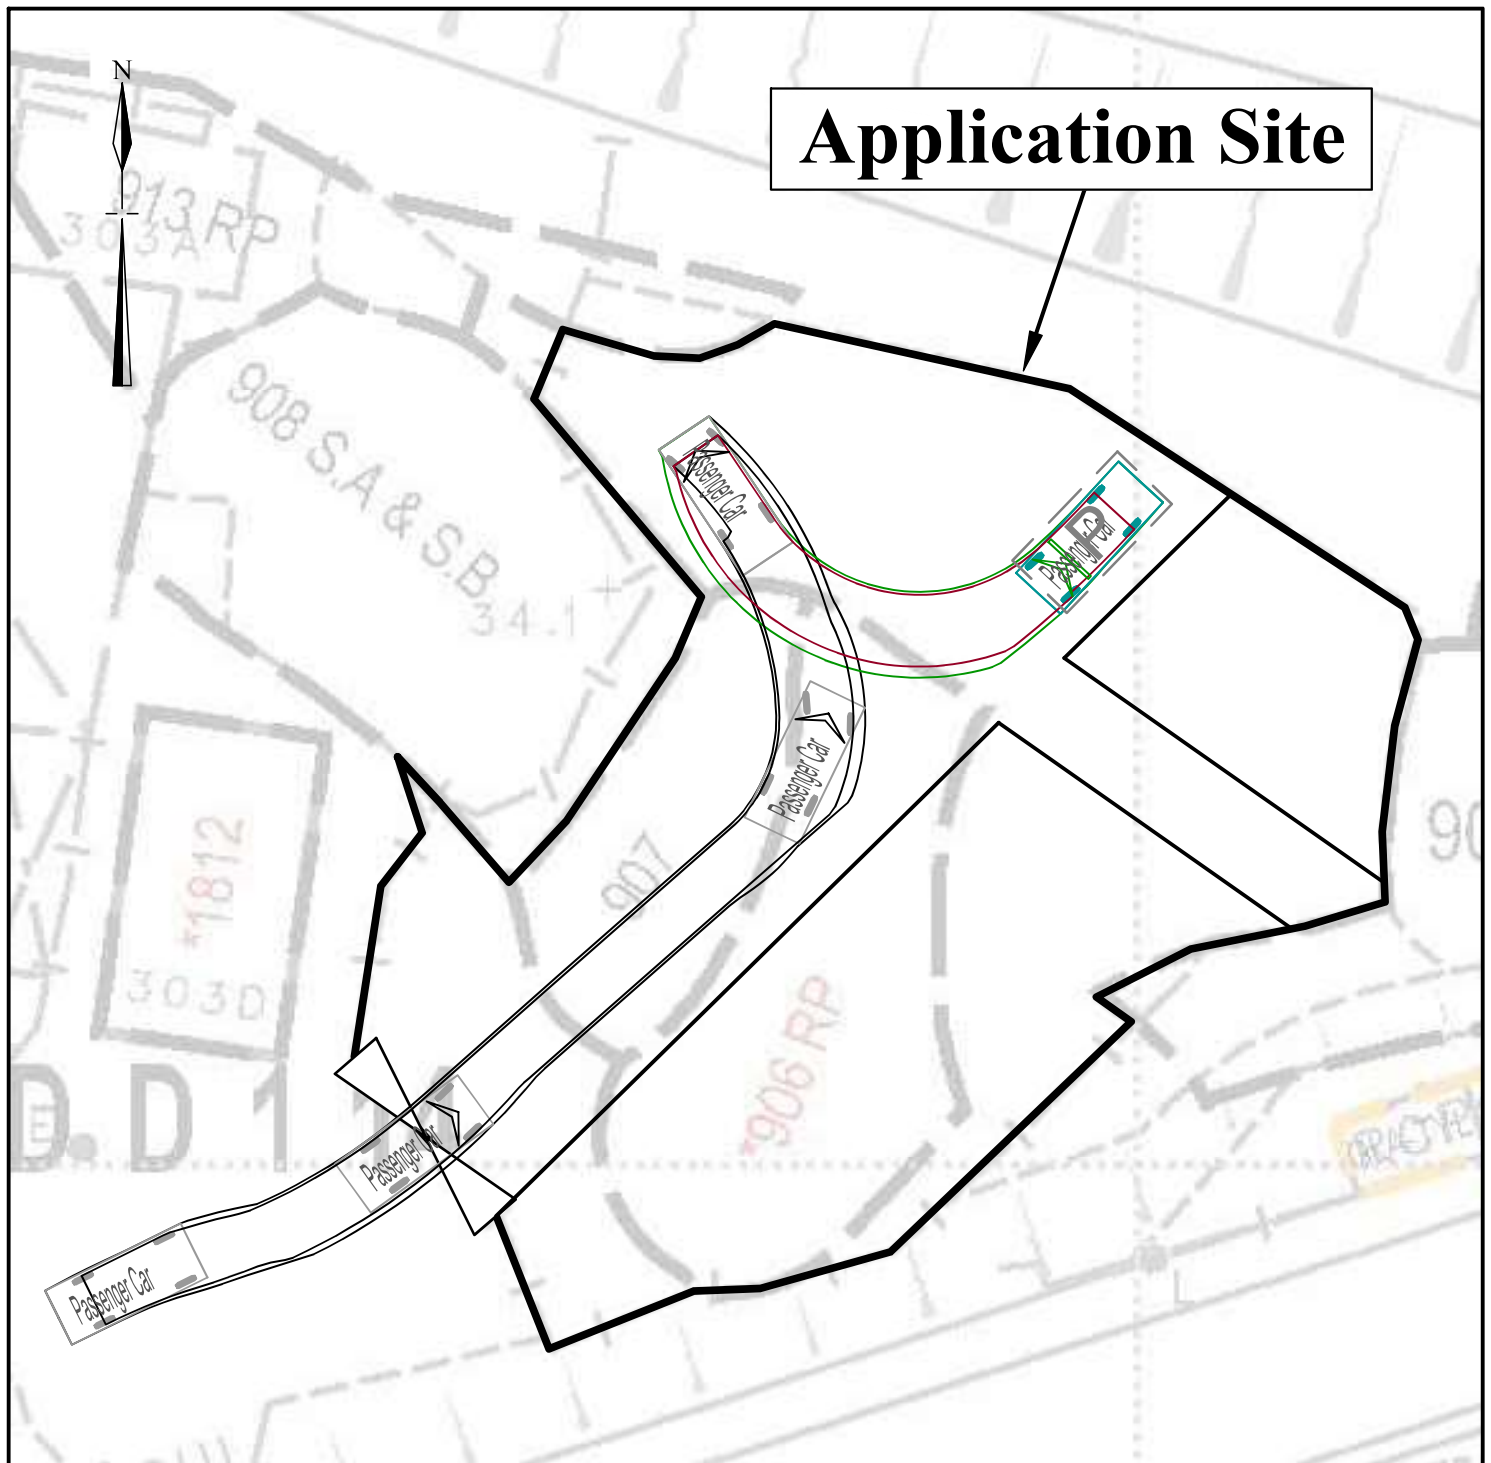 N
Application Site
913 RP
303A
908 S.A & S.B
34.1
Passenger Car
Passenger Car
P
Passenger Car
*1812
303D
907
90
*906 RP
D.D 1
E
Passenger Car
Passenger Car
L